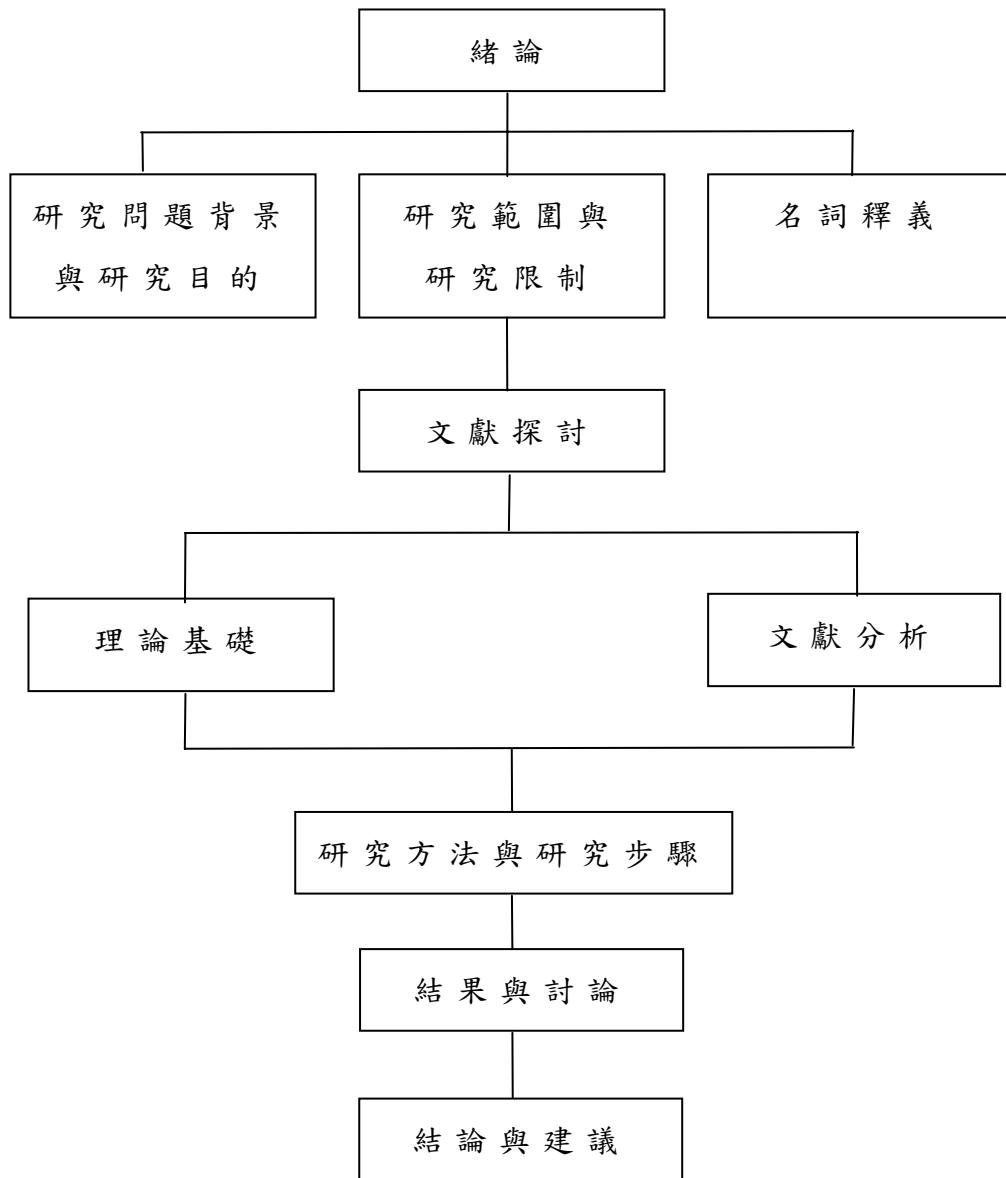 緒論
研究問題背景
與研究目的
研究範圍與
研究限制
名詞釋義
文獻探討
理論基礎
文獻分析
研究方法與研究步驟
結果與討論
結論與建議